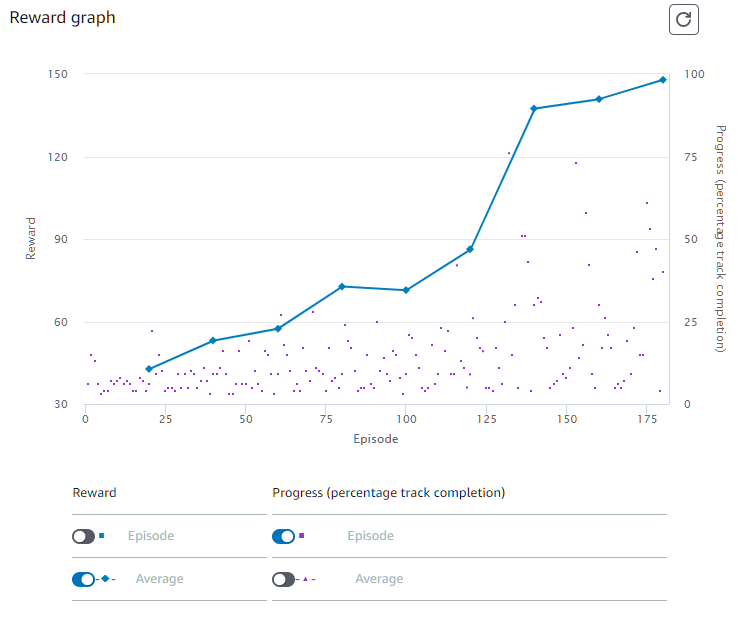 Reward graph
150
120
90
60
30
100
75
50
25
0
Reward
Progress (percentage track completion)
0 25 50 75 100 125 150 175
Episode
Reward Progress (percentage track completion)
Episode Episode
Average Average